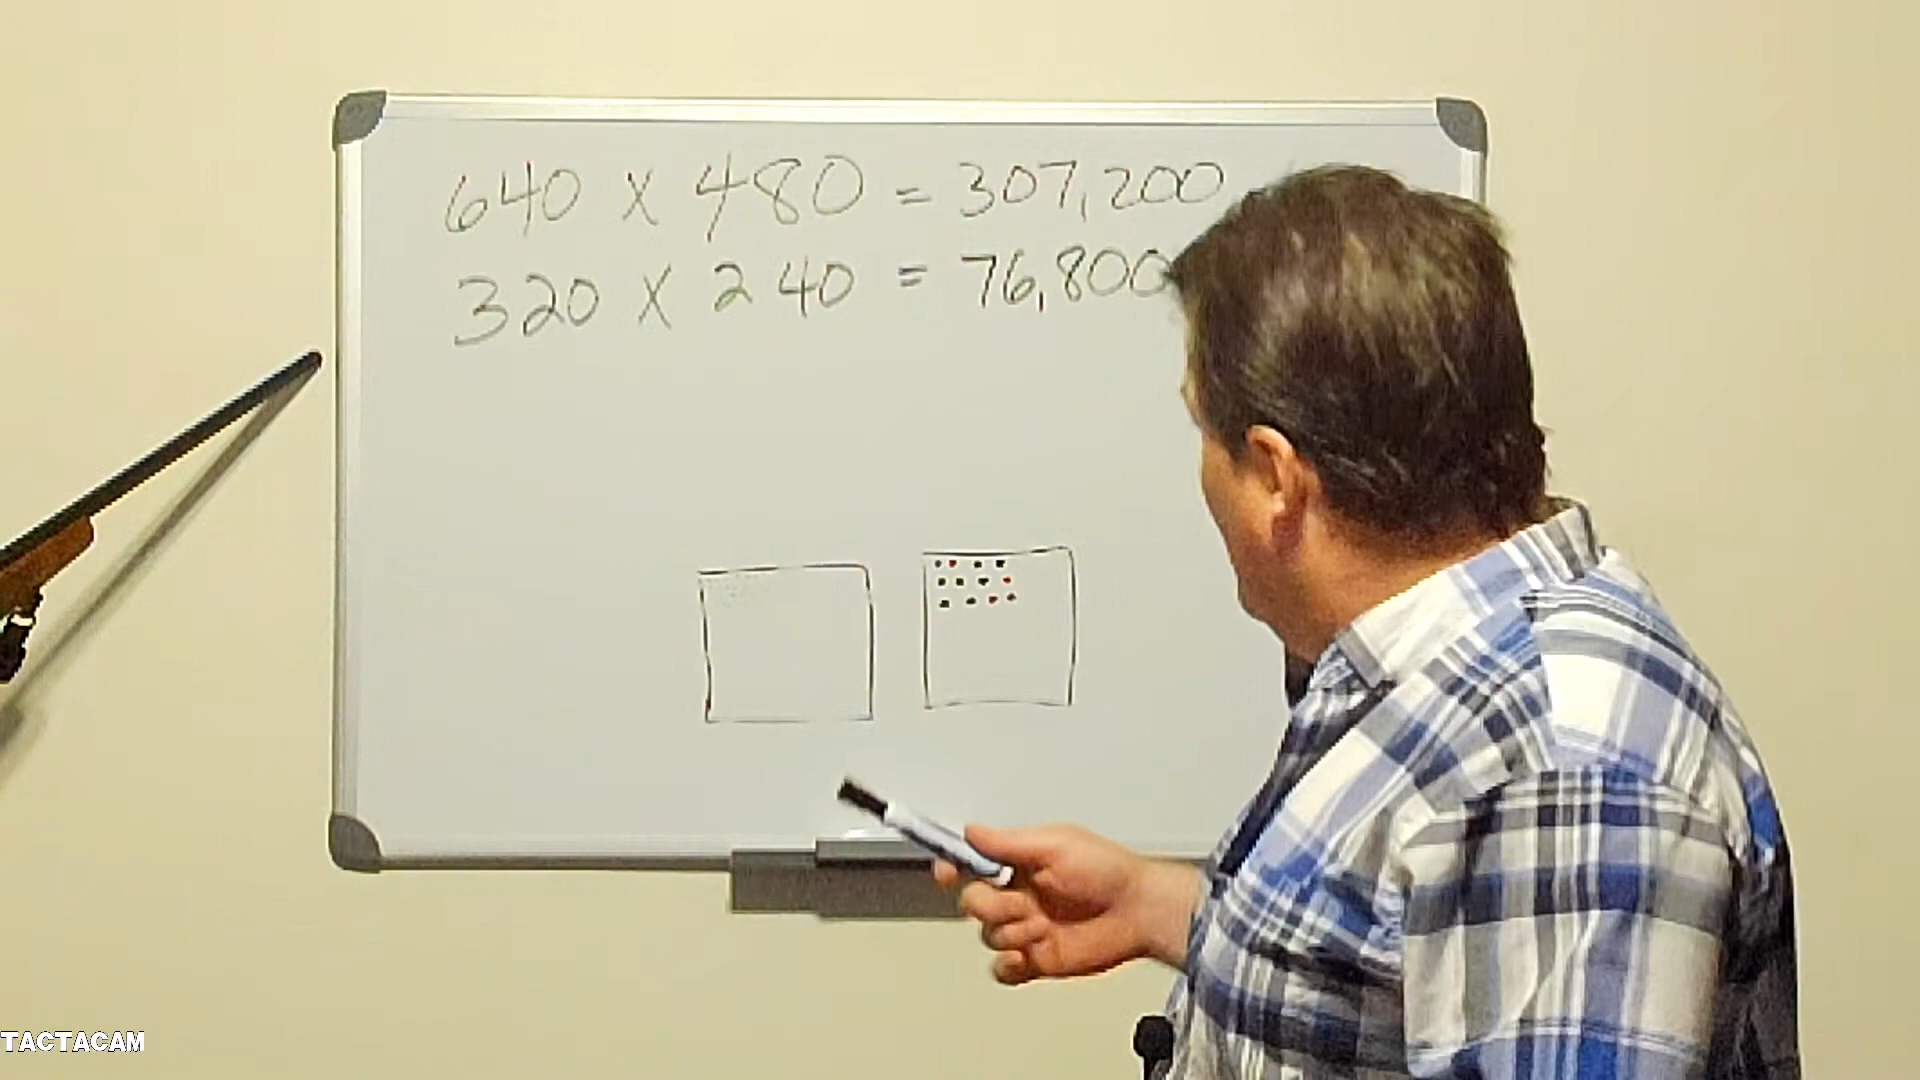 640 X 480 = 307,200
320 X 240 = 76,800
TACTACAM